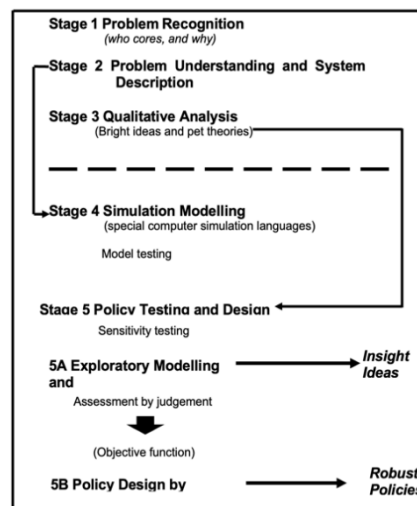 Stage 1 Problem Recognition
(who cores, and why)
Stage 2 Problem Understanding and System
Description
Stage 3 Qualitative Analysis
(Bright ideas and pet theories)
Stage 4 Simulation Modelling
(special computer simulation languages)
Model testing
Stage 5 Policy Testing and Design
Sensitivity testing
5A Exploratory Modelling
and
Insight
Ideas
Assessment by judgement
(Objective function)
5B Policy Design by
Robust
Policies